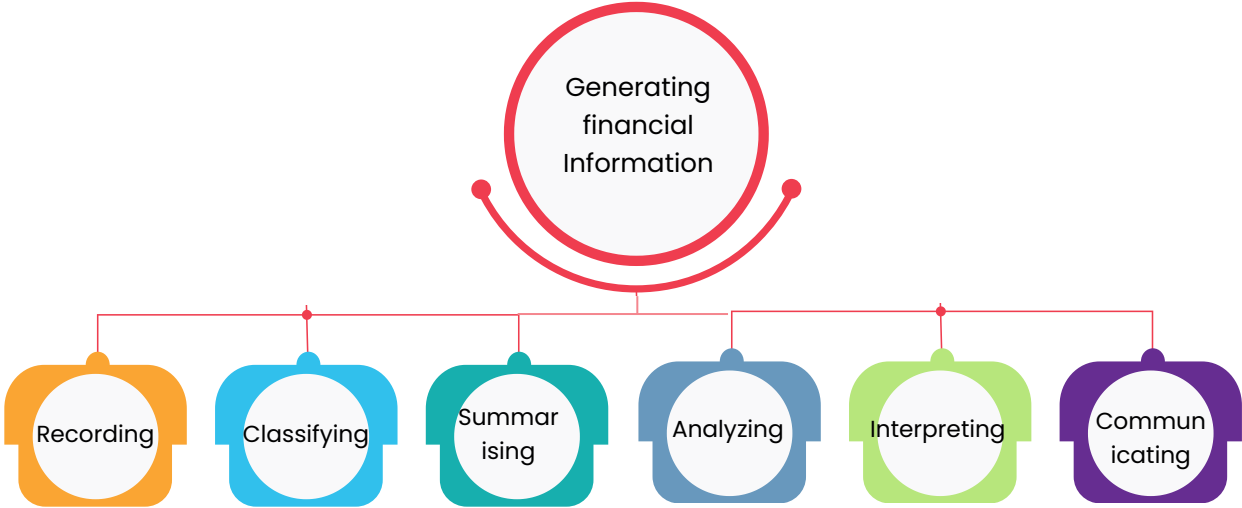 Generating
financial
Information
Recording
Classifying
Summar
ising
Analyzing
Interpreting
Commun
icating